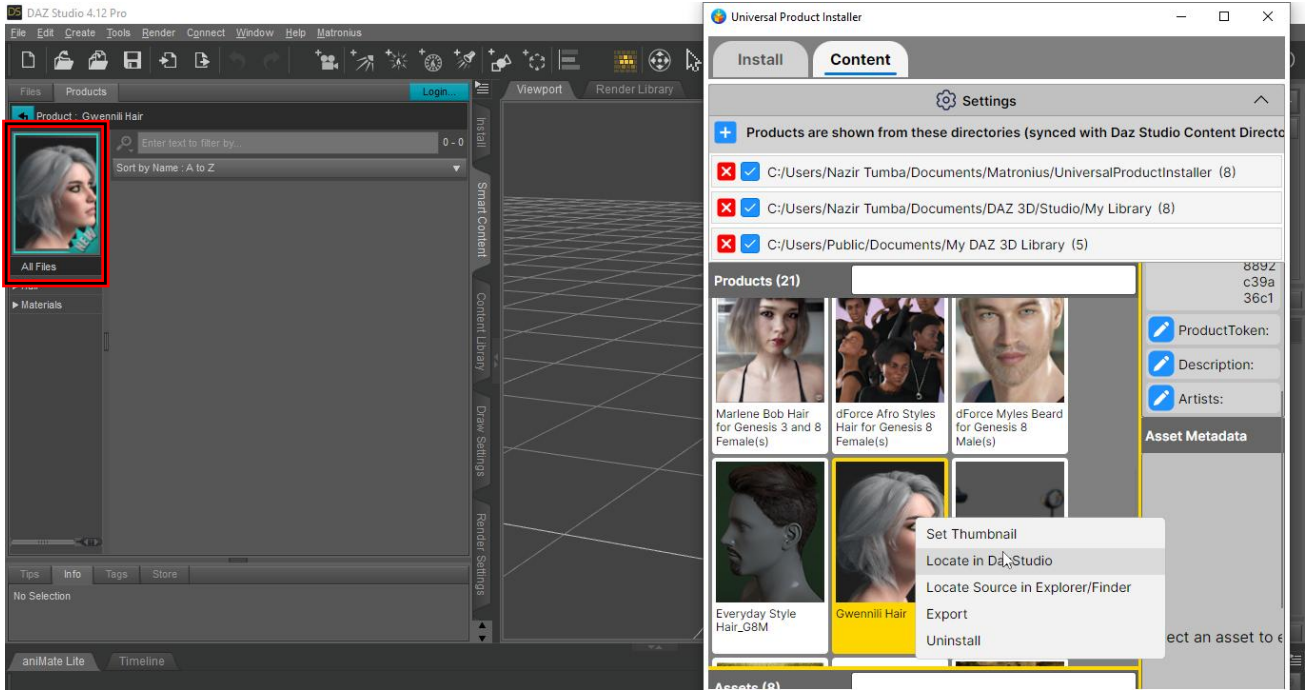 DAZ Studio 4.12 Pro
File Edit Create Tools Render Connect Window Help Matronius
Files Products Login...
Product : Gwennili Hair
Enter text to filter by... 0 - 0
Sort by Name : A to Z
NEW
All Files
Hair
Materials
Install
Smart Content
Content Library
Draw Settings
Render Settings
Viewport Render Library
Tips Info Tags Store
No Selection
aniMate Lite Timeline
Universal Product Installer
Install Content
Settings
Products are shown from these directories (synced with Daz Studio Content Directo
C:/Users/Nazir Tumba/Documents/Matronius/UniversalProductInstaller (8)
C:/Users/Nazir Tumba/Documents/DAZ 3D/Studio/My Library (8)
C:/Users/Public/Documents/My DAZ 3D Library (5)
Products (21)
Marlene Bob Hair
for Genesis 3 and 8
Female(s)
dForce Afro Styles
Hair for Genesis 8
Female(s)
dForce Myles Beard
for Genesis 8
Male(s)
Everyday Style
Hair_G8M
Gwennili Hair
Set Thumbnail
Locate in Daz Studio
Locate Source in Explorer/Finder
Export
Uninstall
Assets (8)
8892
c39a
36c1
ProductToken:
Description:
Artists:
Asset Metadata
ect an asset to e